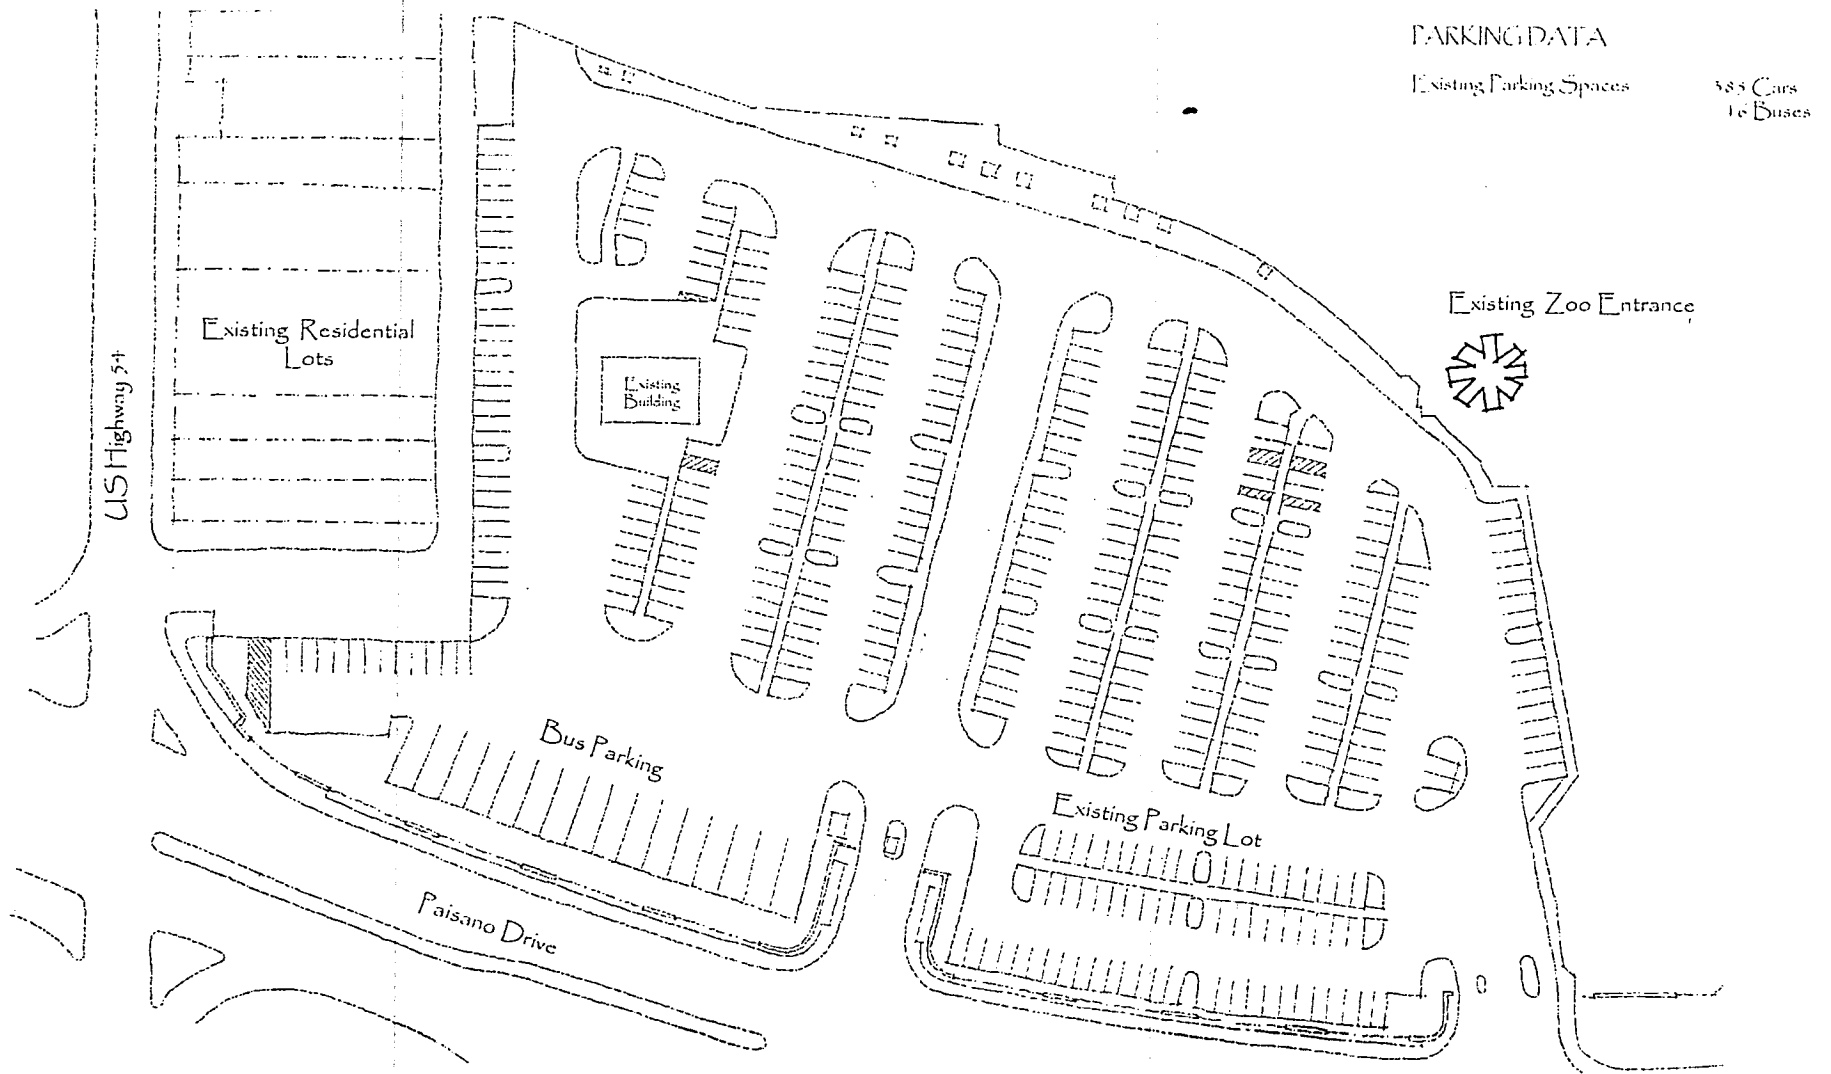 PARKING DATA
Existing Parking Spaces
Cars
16 Buses
Existing Zoo Entrance
Existing Residential
Lots
US Highway 54
Existing
Building
Bus Parking
Existing Parking Lot
Paisano Drive